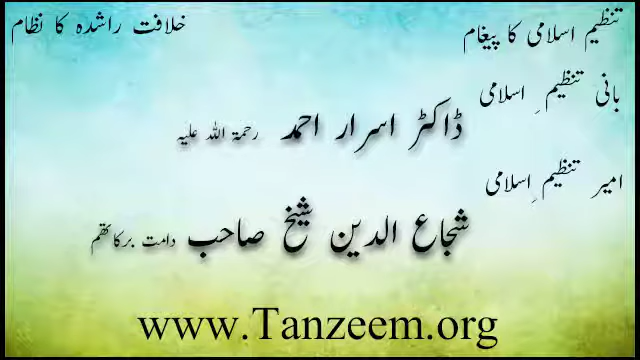 تنظیم اسلامی کا پیغام
خلافت راشدہ کا نظام
بانی تنظیمِ اسلامی
ڈاکٹر اسرار احمد رحمۃ اللہ علیہ
امیر تنظیمِ اسلامی
شجاع الدین شیخ صاحب دامت برکاتھم
www.Tanzeem.org